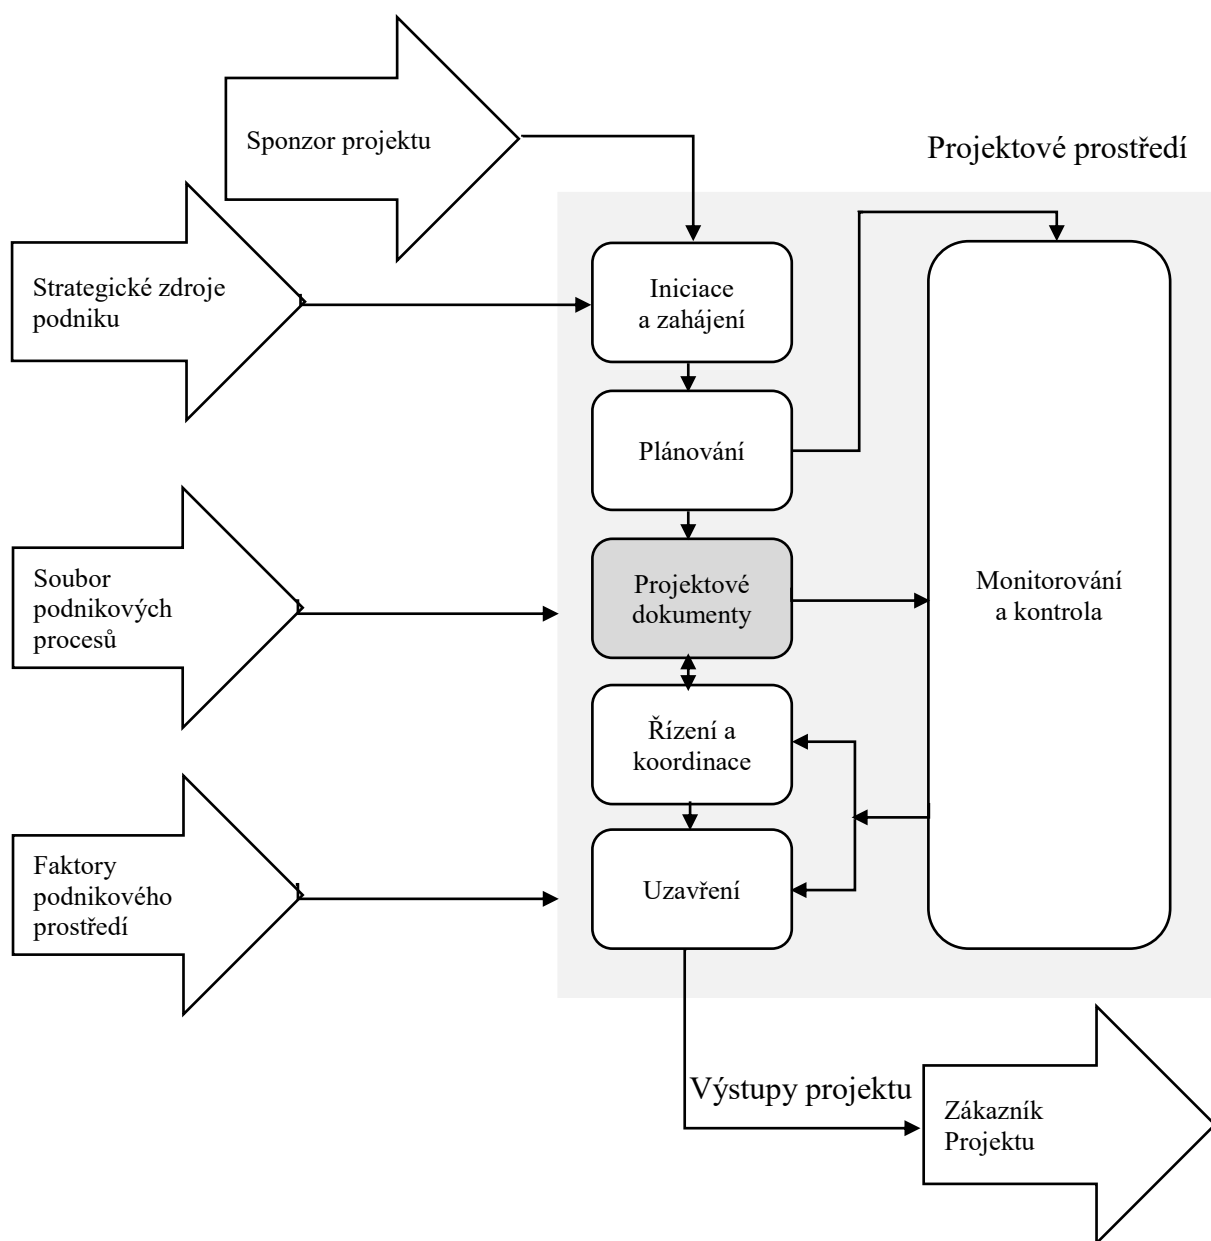 Sponzor projektu
Projektové prostředí
Strategické zdroje
podniku
Iniciace
a zahájení
Plánování
Soubor
podnikových
procesů
Projektové
dokumenty
Monitorování
a kontrola
Řízení a
koordinace
Faktory
podnikového
prostředí
Uzavření
Výstupy projektu
Zákazník
Projektu